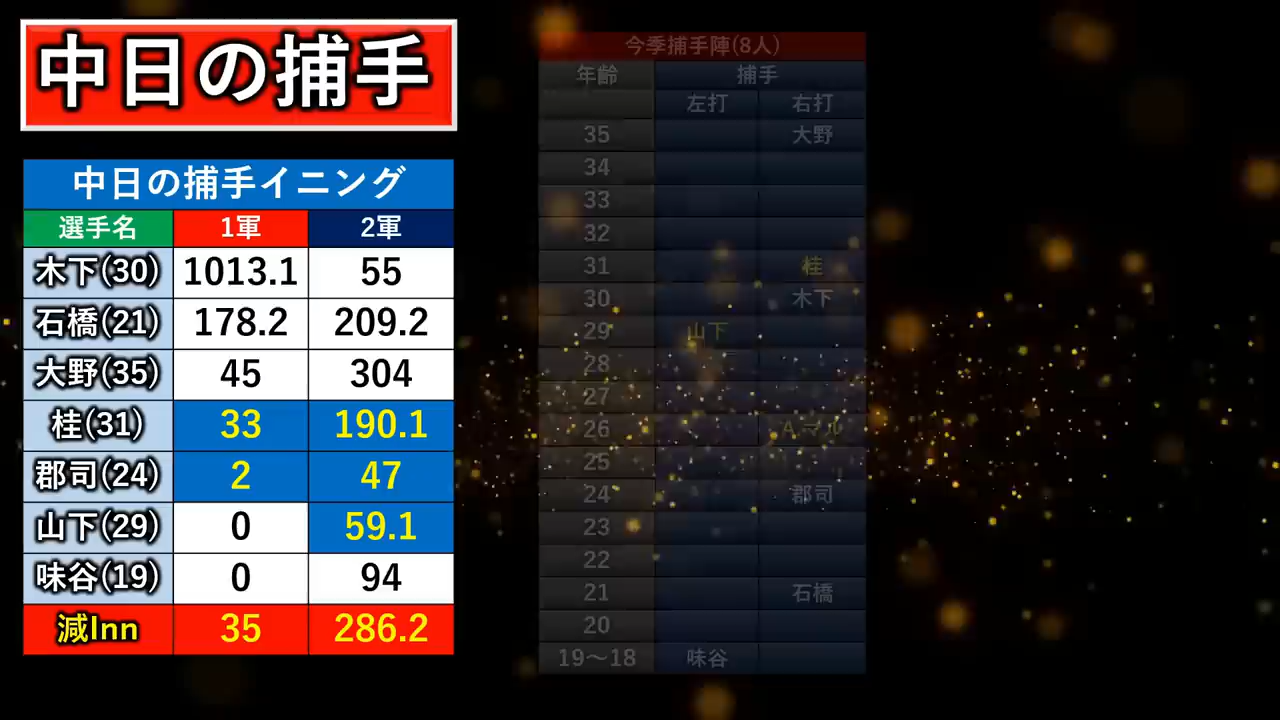 中日の捕手
中日の捕手イニング
選手名 1軍 2軍
木下(30) 1013.1 55
石橋(21) 178.2 209.2
大野(35) 45 304
桂(31) 33 190.1
郡司(24) 2 47
山下(29) 0 59.1
味谷(19) 0 94
減Inn 35 286.2
今季捕手陣(8人)
年齢 捕手
左打 右打
35 大野
34
33
32
31 桂
30 木下
29 山下
28
27
26 A.マル
25
24 郡司
23
22
21 石橋
20
19〜18 味谷